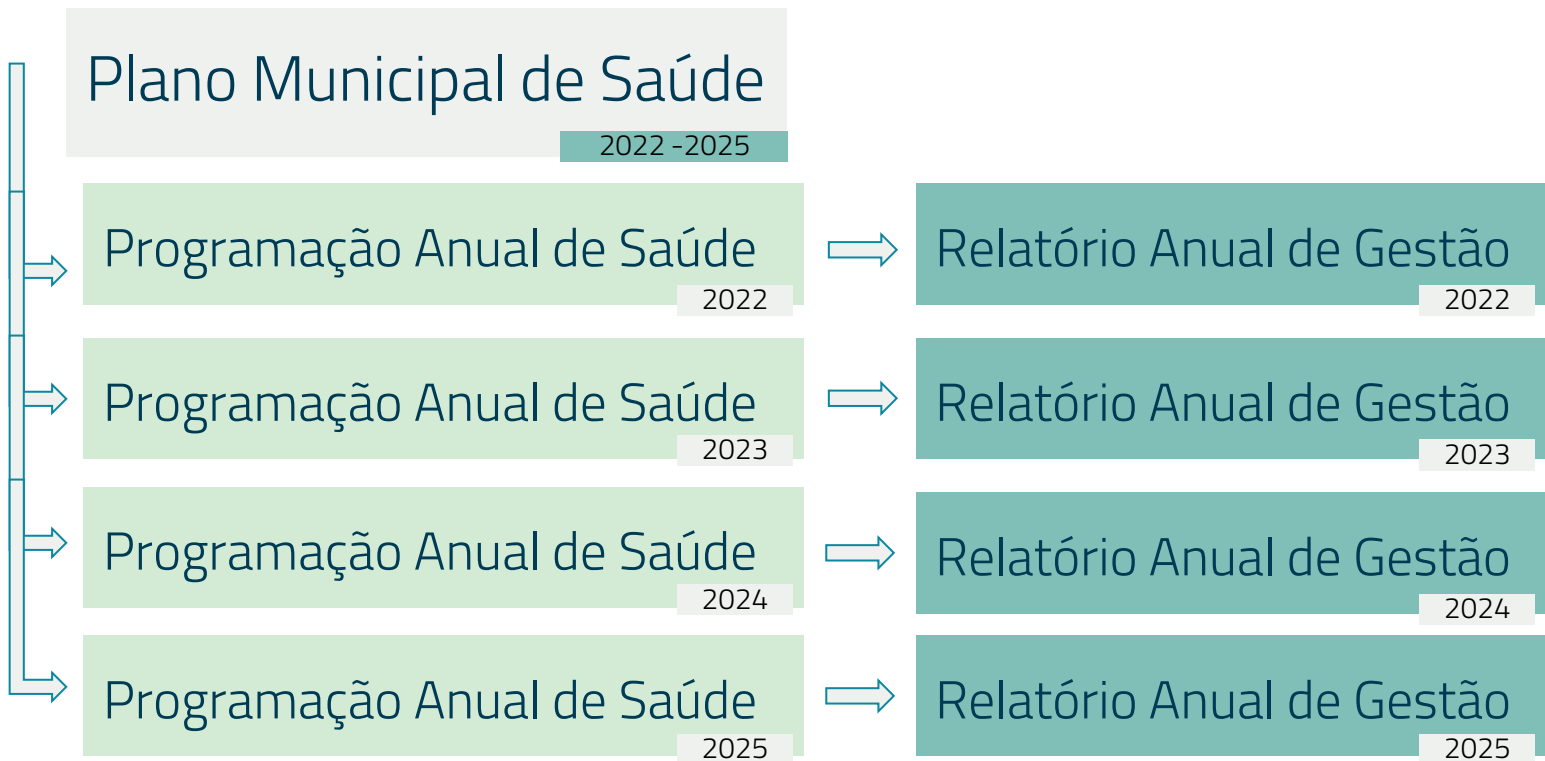 Plano Municipal de Saúde
2022 -2025
Programação Anual de Saúde
2022
Relatório Anual de Gestão
2022
Programação Anual de Saúde
2023
Relatório Anual de Gestão
2023
Programação Anual de Saúde
2024
Relatório Anual de Gestão
2024
Programação Anual de Saúde
2025
Relatório Anual de Gestão
2025